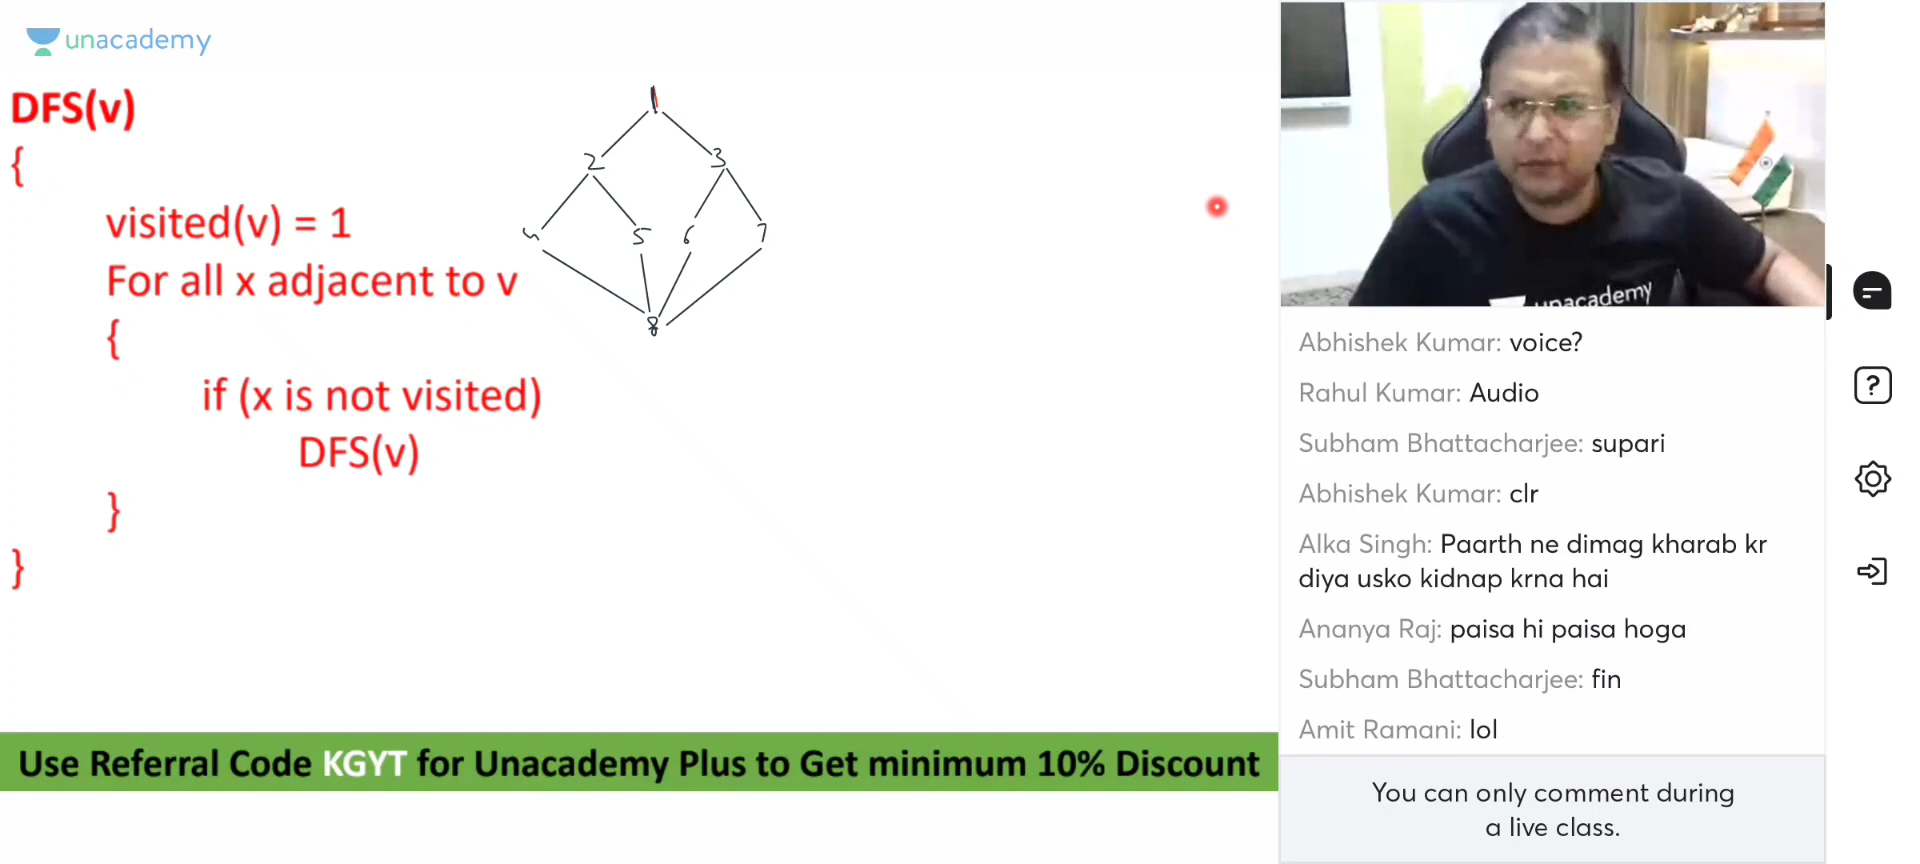 unacademy
DFS(v)
{
visited(v) = 1
For all x adjacent to v
{
if (x is not visited)
DFS(v)
}
}
1
2 3
4 5 6 7
8
Use Referral Code KGYT for Unacademy Plus to Get minimum 10% Discount
unacademy
Abhishek Kumar: voice?
Rahul Kumar: Audio
Subham Bhattacharjee: supari
Abhishek Kumar: clr
Alka Singh: Paarth ne dimag kharab kr
diya usko kidnap krna hai
Ananya Raj: paisa hi paisa hoga
Subham Bhattacharjee: fin
Amit Ramani: lol
You can only comment during
a live class.
?